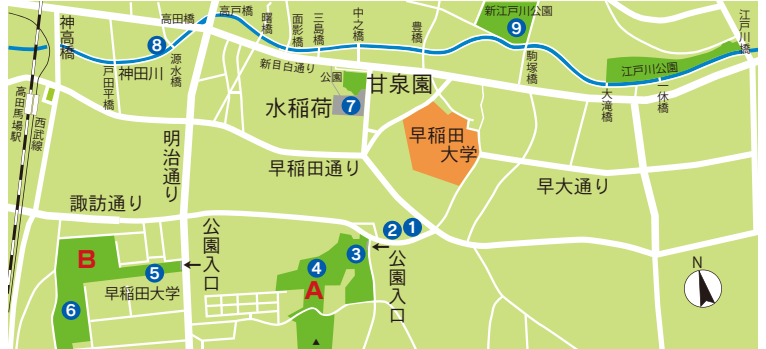 新江戸川公園
9
江戸川橋
高戸橋
高田橋
曙橋
面影橋
三島橋
中之橋
豊橋
駒塚橋
神高橋
8
神田川
源水橋
戸田平橋
新目白通り
公園
甘泉園
江戸川公園
一休橋
大滝橋
水稲荷
7
早稲田
大学
高田馬場駅
西武線
明治通り
早稲田通り
早大通り
諏訪通り
公園入口
2
1
B
5
←
3
←
4
A
公園入口
早稲田大学
6
N